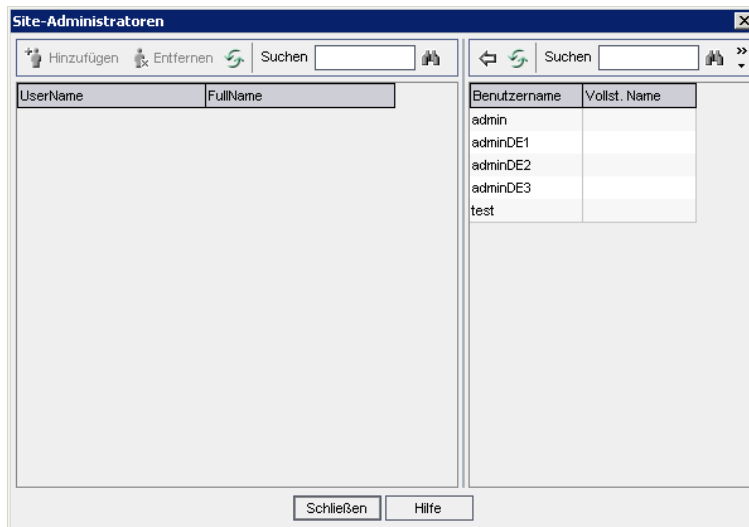 Site-Administratoren
Hinzufügen Entfernen Suchen
Suchen
UserName FullName
Benutzername Vollst. Name
admin
adminDE1
adminDE2
adminDE3
test
Schließen Hilfe